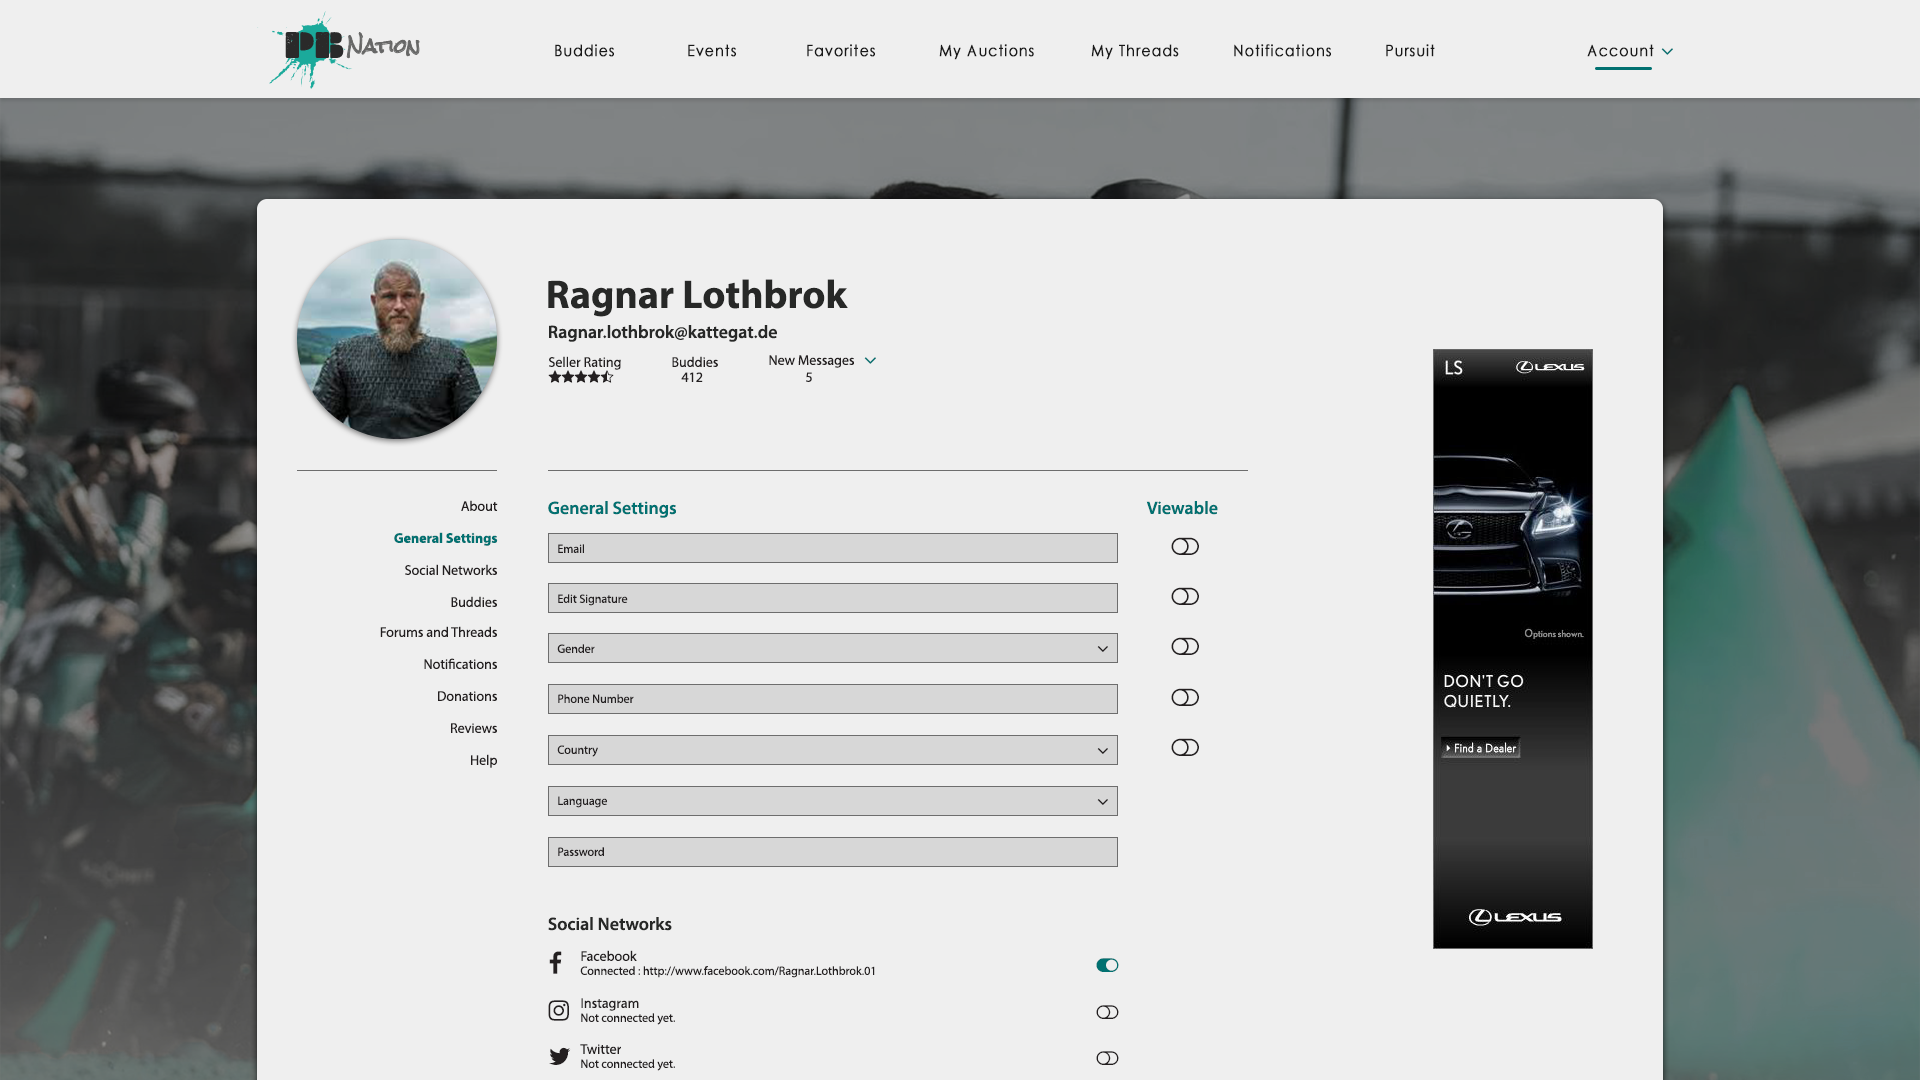 PB NATION
Buddies
Events
Favorites
My Auctions
My Threads
Notifications
Pursuit
Account
Ragnar Lothbrok
Ragnar.lothbrok@kattegat.de
Seller Rating
Buddies
412
New Messages
5
About
General Settings
Social Networks
Buddies
Forums and Threads
Notifications
Donations
Reviews
Help
General Settings
Viewable
Email
Edit Signature
Gender
Phone Number
Country
Language
Password
Social Networks
Facebook
Connected : http://www.facebook.com/Ragnar.Lothbrok.01
Instagram
Not connected yet.
Twitter
Not connected yet.
LS
LEXUS
Options shown.
DON'T GO
QUIETLY.
Find a Dealer
LEXUS